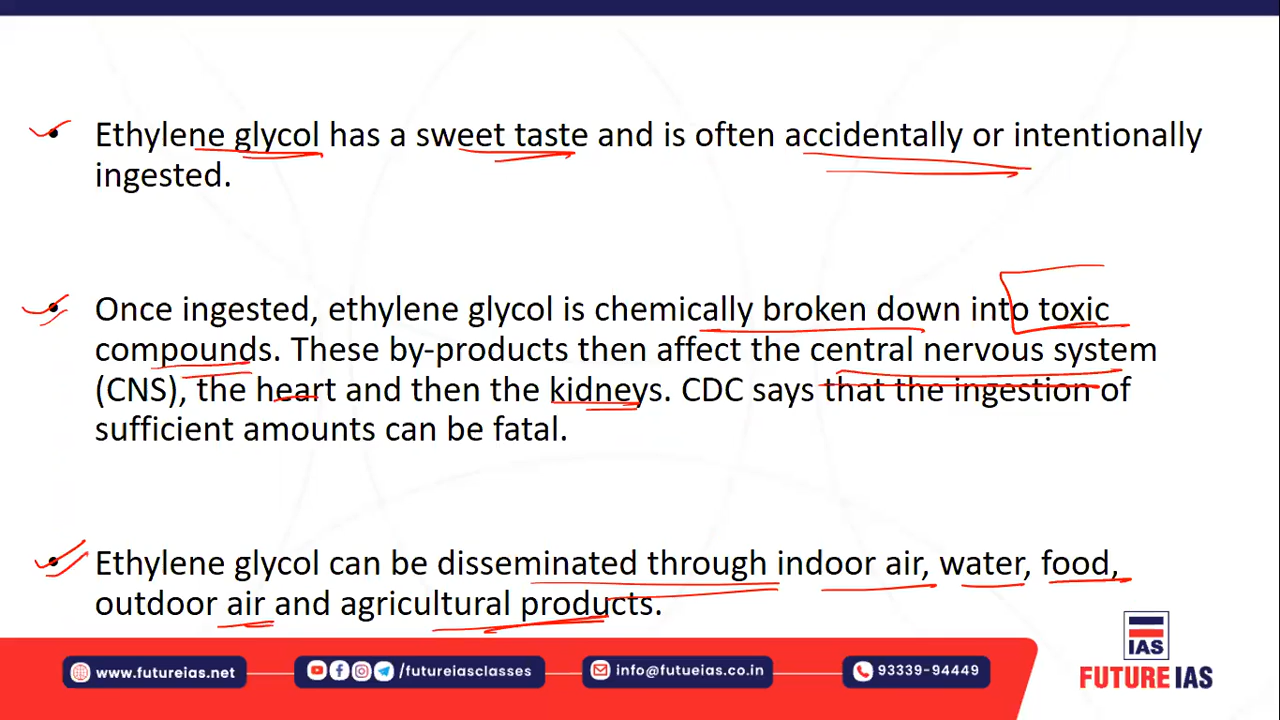 • Ethylene glycol has a sweet taste and is often accidentally or intentionally
ingested.
• Once ingested, ethylene glycol is chemically broken down into toxic
compounds. These by-products then affect the central nervous system
(CNS), the heart and then the kidneys. CDC says that the ingestion of
sufficient amounts can be fatal.
• Ethylene glycol can be disseminated through indoor air, water, food,
outdoor air and agricultural products.
www.futureias.net
/futureiasclasses
info@futueias.co.in
93339-94449
IAS
FUTURE IAS